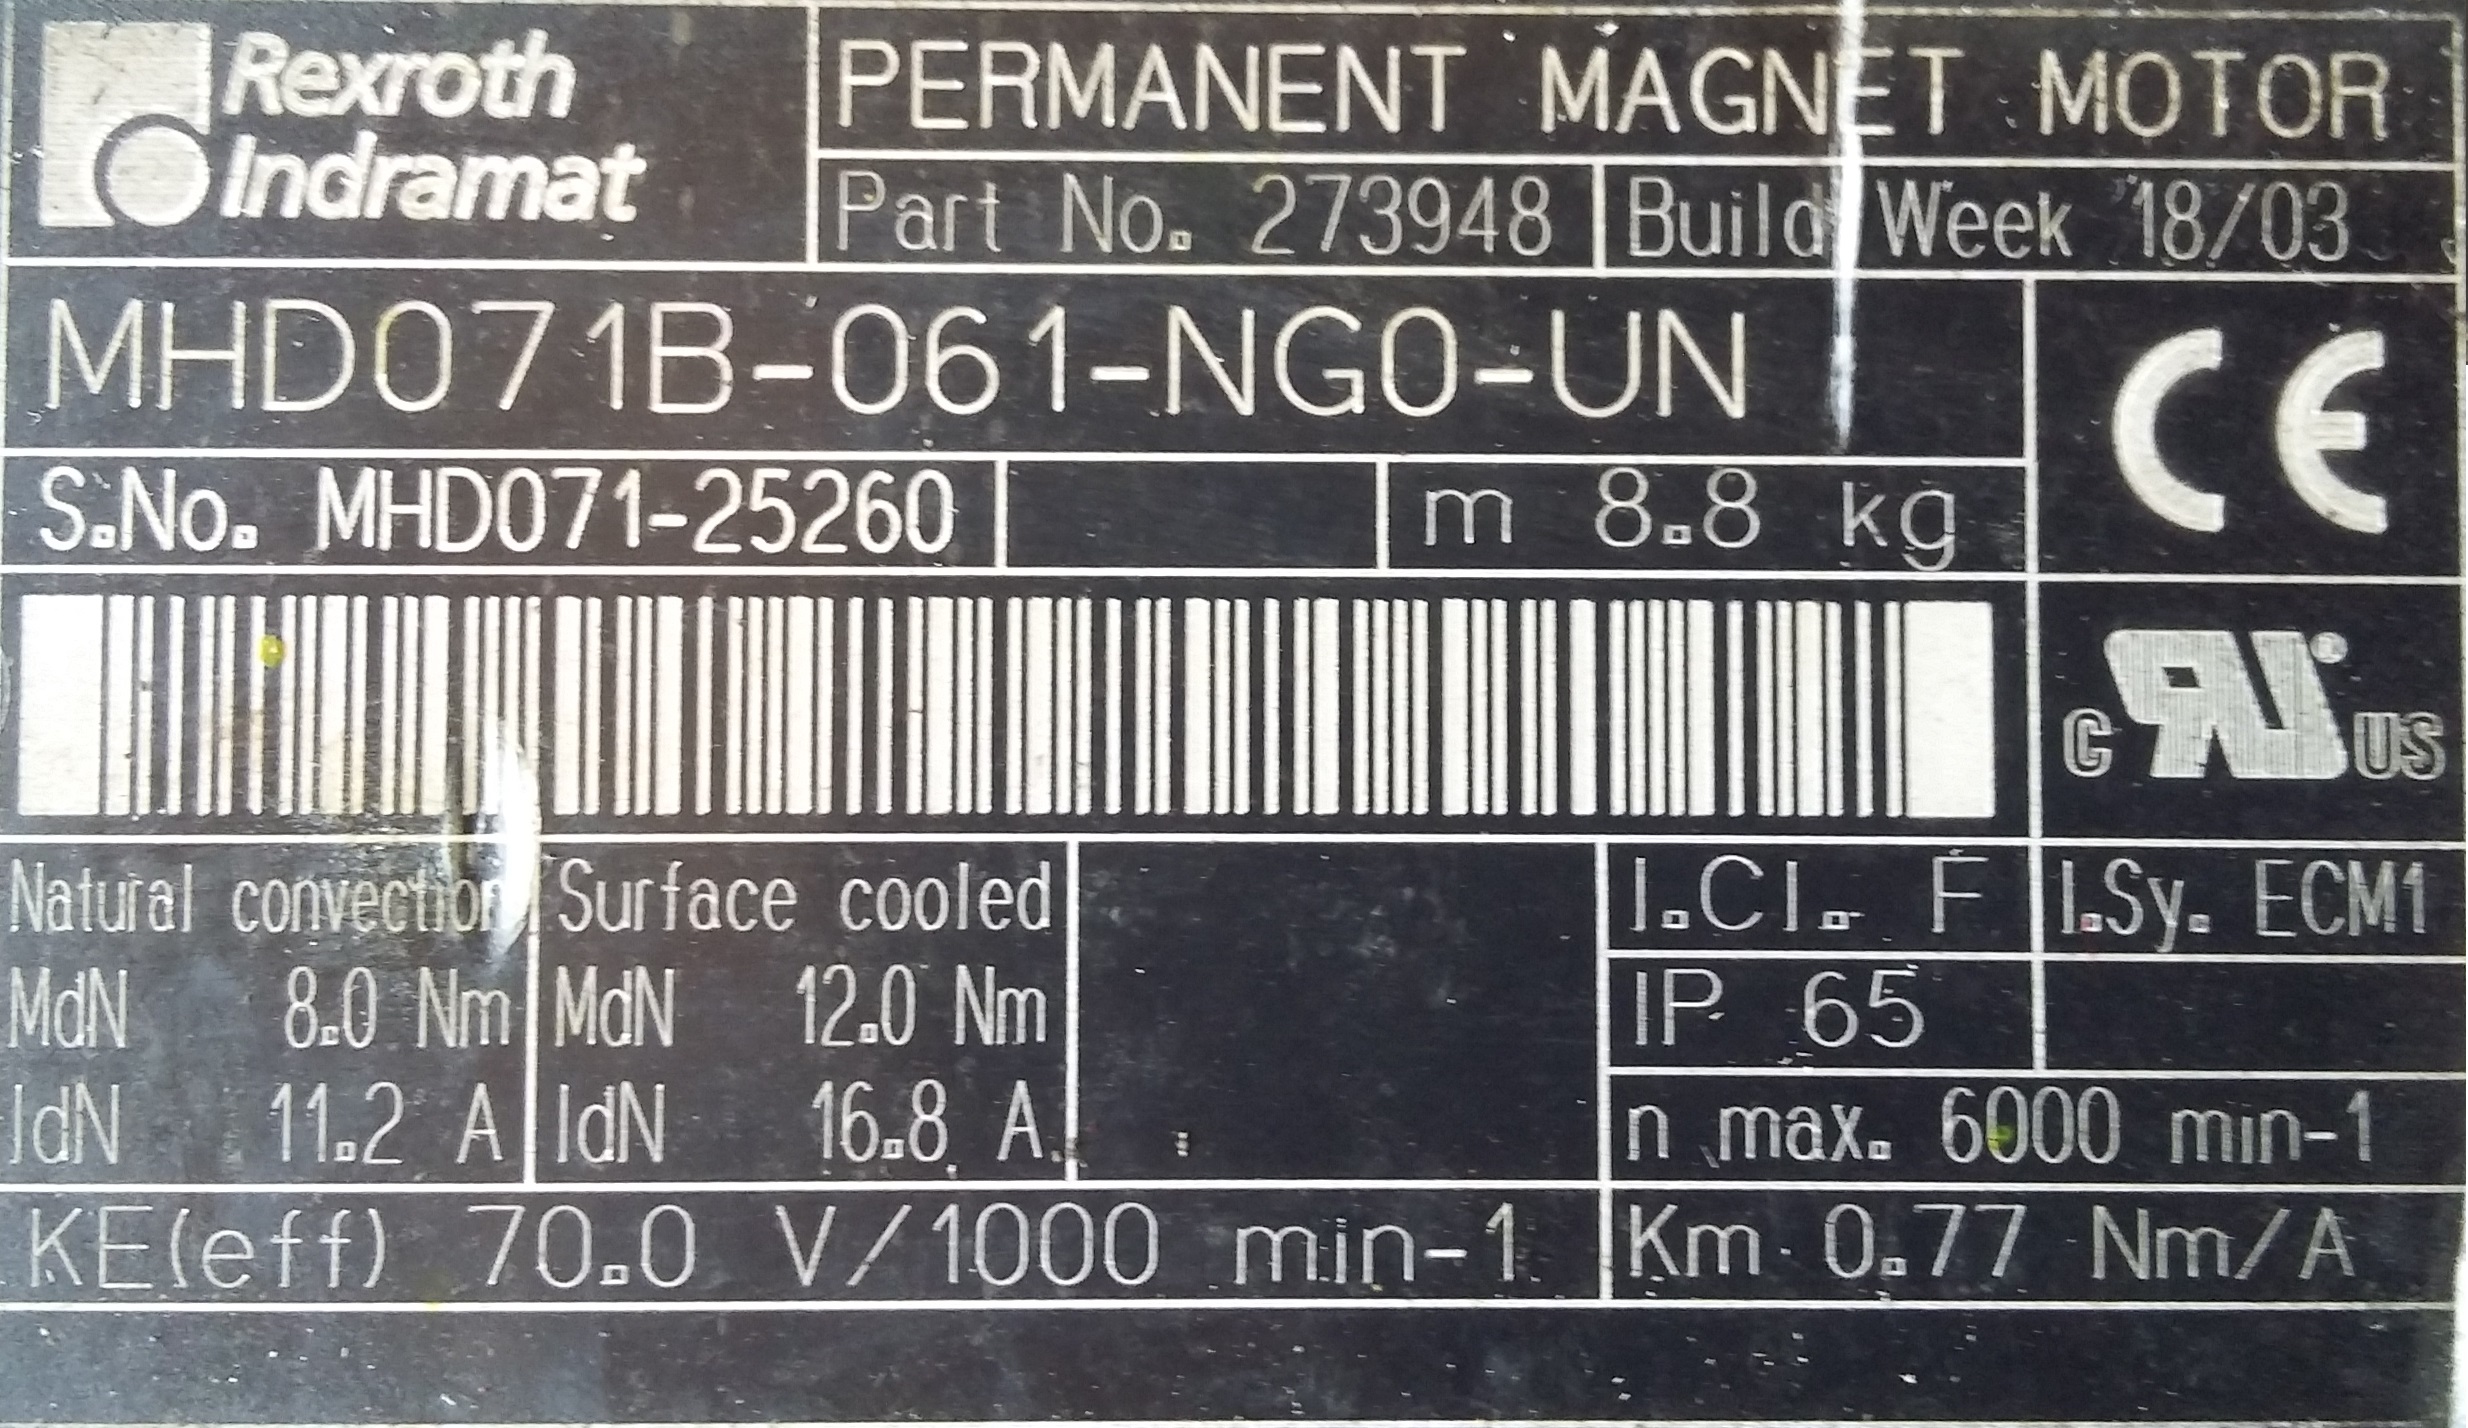 Rexroth
Indramat
PERMANENT MAGNET MOTOR
Part No. 273948
Build Week 18/03
MHD071B-061-NG0-UN
CE
S.No. MHD071-25260
m 8.8 kg
c RU ® US
Natural convection
MdN 8.0 Nm
IdN 11.2 A
Surface cooled
MdN 12.0 Nm
IdN 16.8 A
I.Cl. F
I.Sy. ECM1
IP 65
n max. 6000 min-1
KE(eff) 70.0 V/1000 min-1
Km 0.77 Nm/A